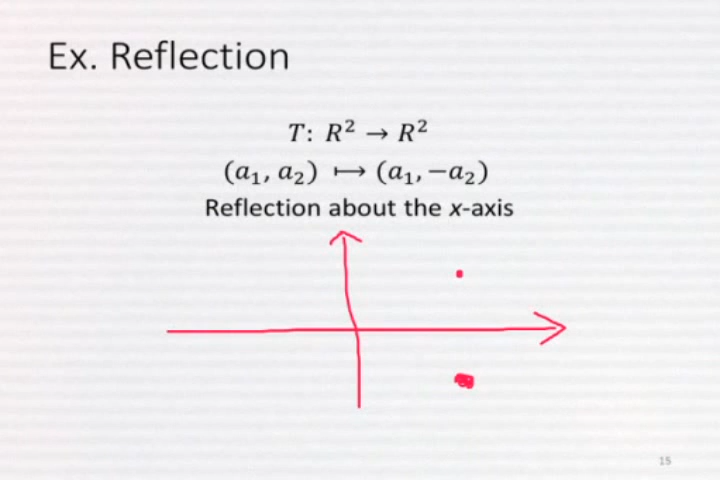 Ex. Reflection
T: R² → R²
(a₁, a₂) ↦ (a₁, −a₂)
Reflection about the x-axis
15